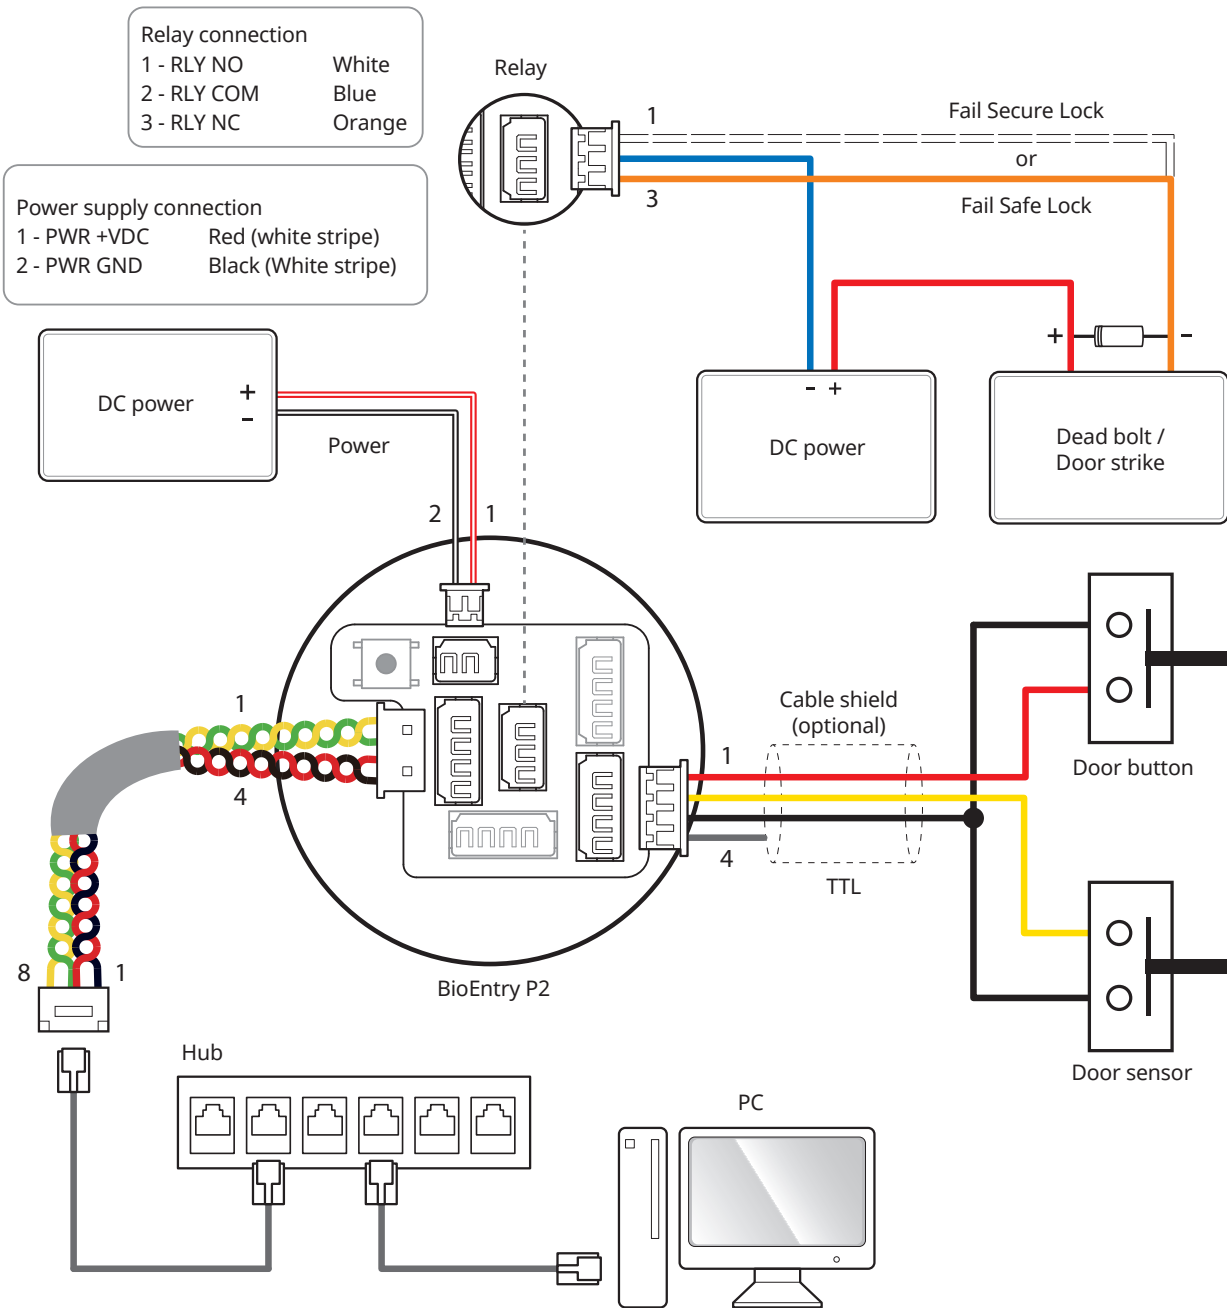 Relay connection
1 - RLY NO White
2 - RLY COM Blue
3 - RLY NC Orange
Power supply connection
1 - PWR +VDC Red (white stripe)
2 - PWR GND Black (White stripe)
Relay
1
Fail Secure Lock
or
3
Fail Safe Lock
+ -
DC power
+
-
Power
- +
DC power
Dead bolt /
Door strike
2 1
1
4
Cable shield
(optional)
1
4
TTL
Door button
8 1
BioEntry P2
Door sensor
Hub
PC